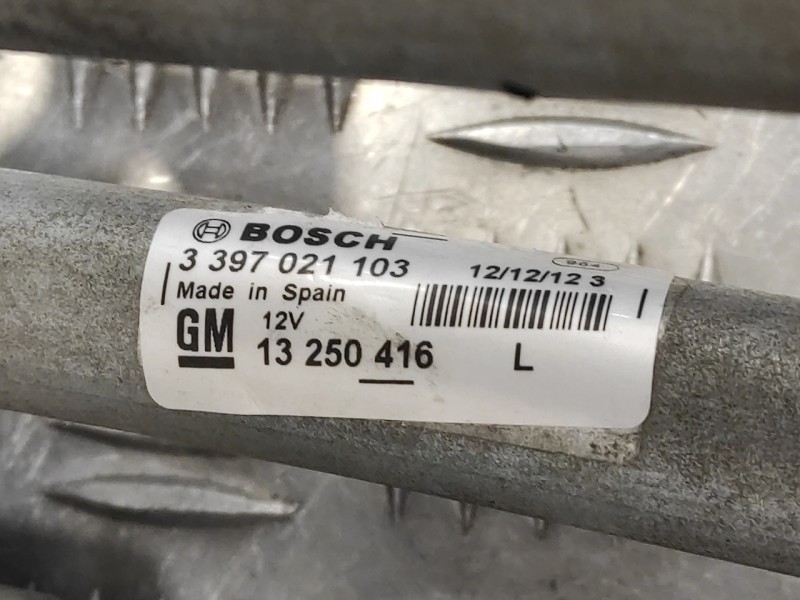 BOSCH
3 397 021 103
12/12/12 3
Made in Spain
GM
12V
13 250 416
L